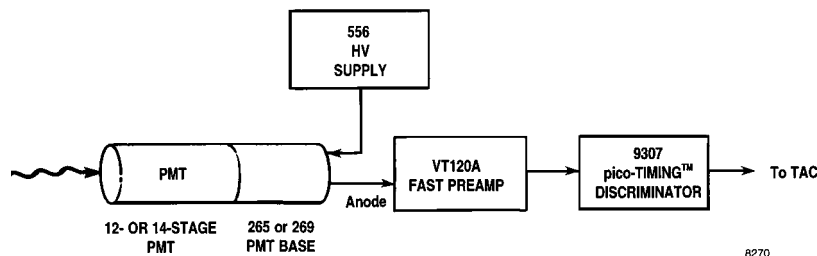 556
HV
SUPPLY
PMT
VT120A
FAST PREAMP
9307
pico-TIMING™
DISCRIMINATOR
To TAC
Anode
12- OR 14-STAGE
PMT
265 or 269
PMT BASE
8270